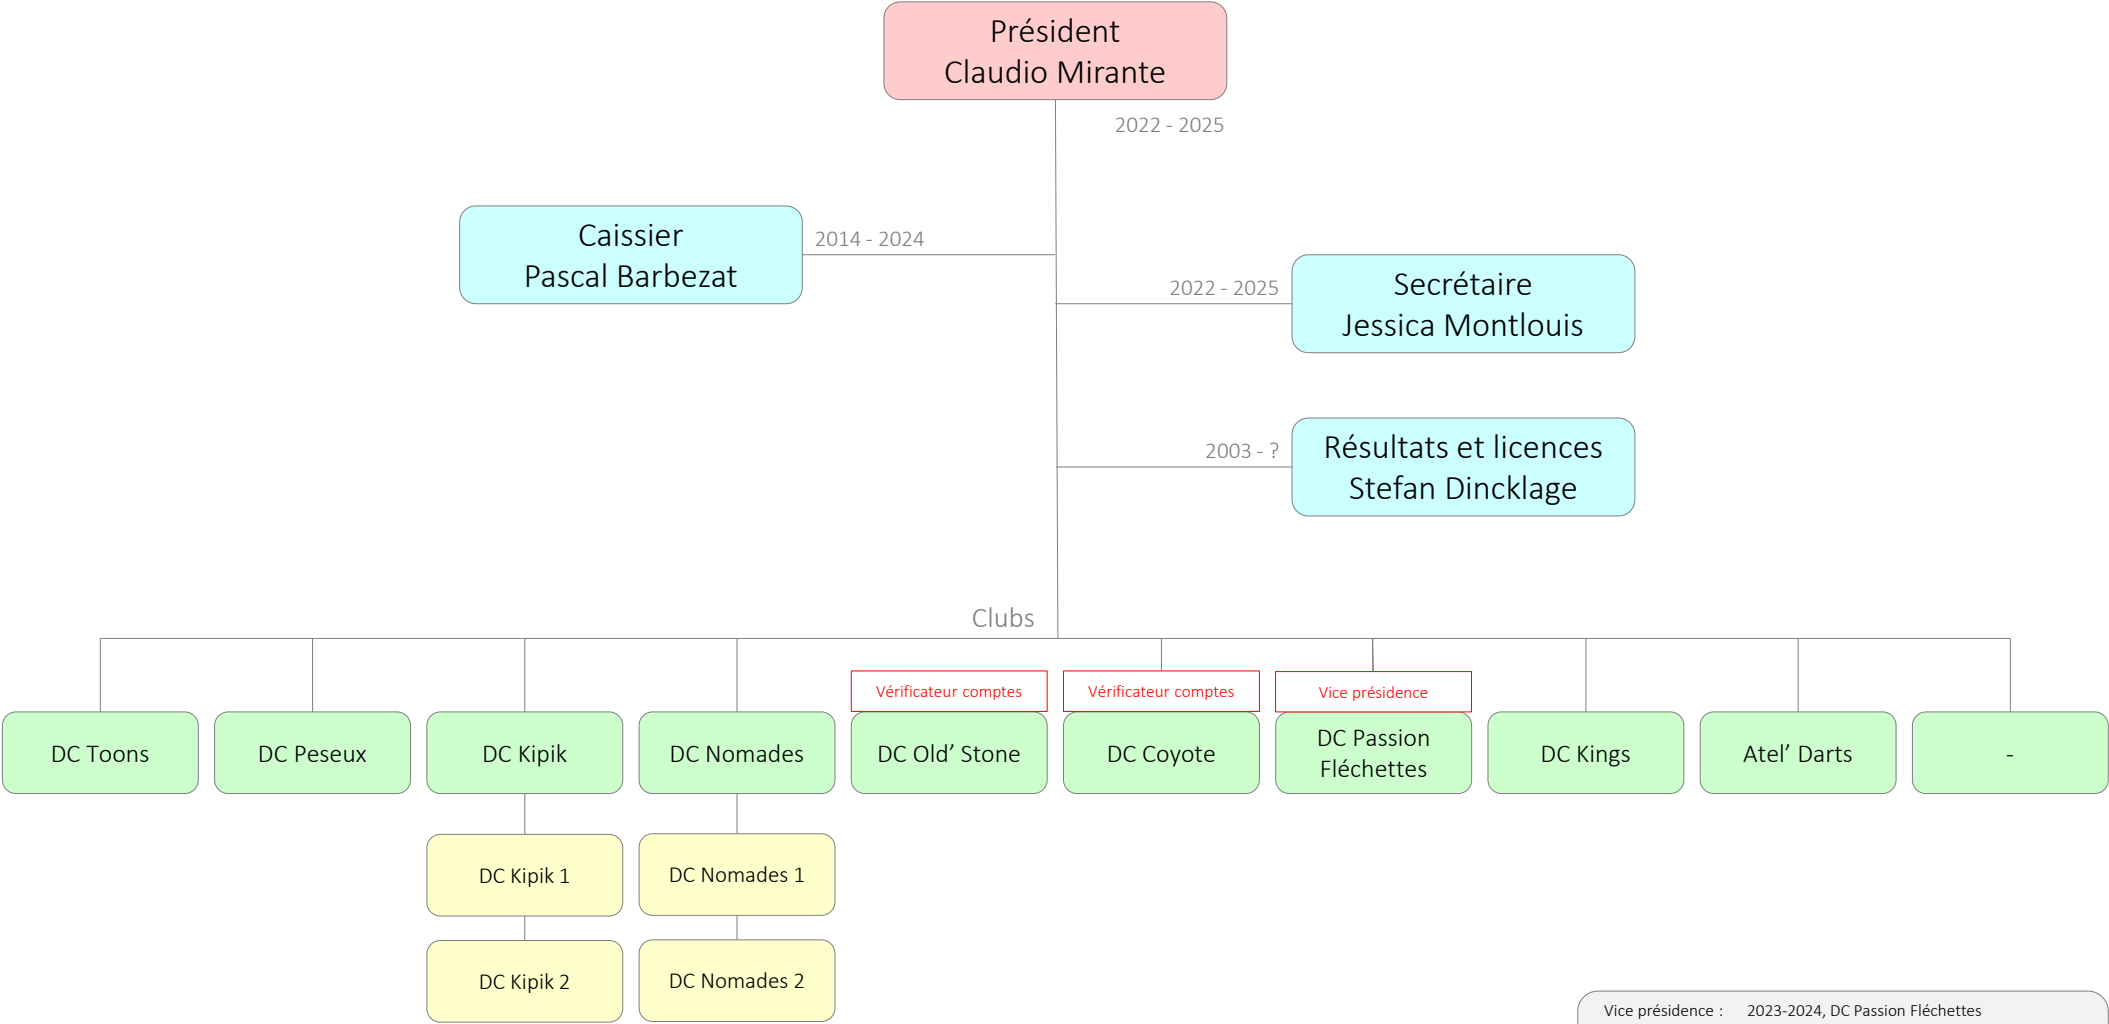 Président
Claudio Mirante
2022 - 2025
Caissier
Pascal Barbezat
2014 - 2024
2022 - 2025
Secrétaire
Jessica Montlouis
2003 - ?
Résultats et licences
Stefan Dincklage
Clubs
Vérificateur comptes
Vérificateur comptes
Vice présidence
DC Toons
DC Peseux
DC Kipik
DC Nomades
DC Old’ Stone
DC Coyote
DC Passion
Fléchettes
DC Kings
Atel’ Darts
-
DC Kipik 1
DC Nomades 1
DC Kipik 2
DC Nomades 2
Vice présidence : 2023-2024, DC Passion Fléchettes